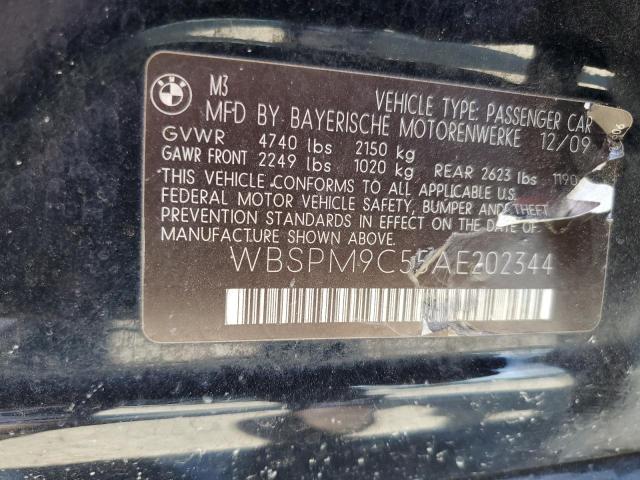 BMW M3
VEHICLE TYPE: PASSENGER CAR
MFD BY BAYERISCHE MOTORENWERKE 12/09
GVWR 4740 lbs 2150 kg
GAWR FRONT 2249 lbs 1020 kg REAR 2623 lbs 1190
THIS VEHICLE CONFORMS TO ALL APPLICABLE U.S.
FEDERAL MOTOR VEHICLE SAFETY, BUMPER AND THEFT
PREVENTION STANDARDS IN EFFECT ON THE DATE OF
MANUFACTURE SHOWN ABOVE.